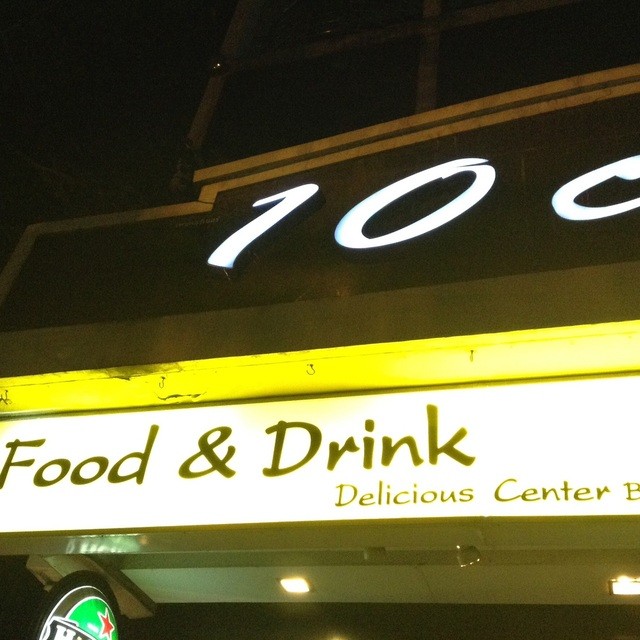 10
Food & Drink
Delicious Center